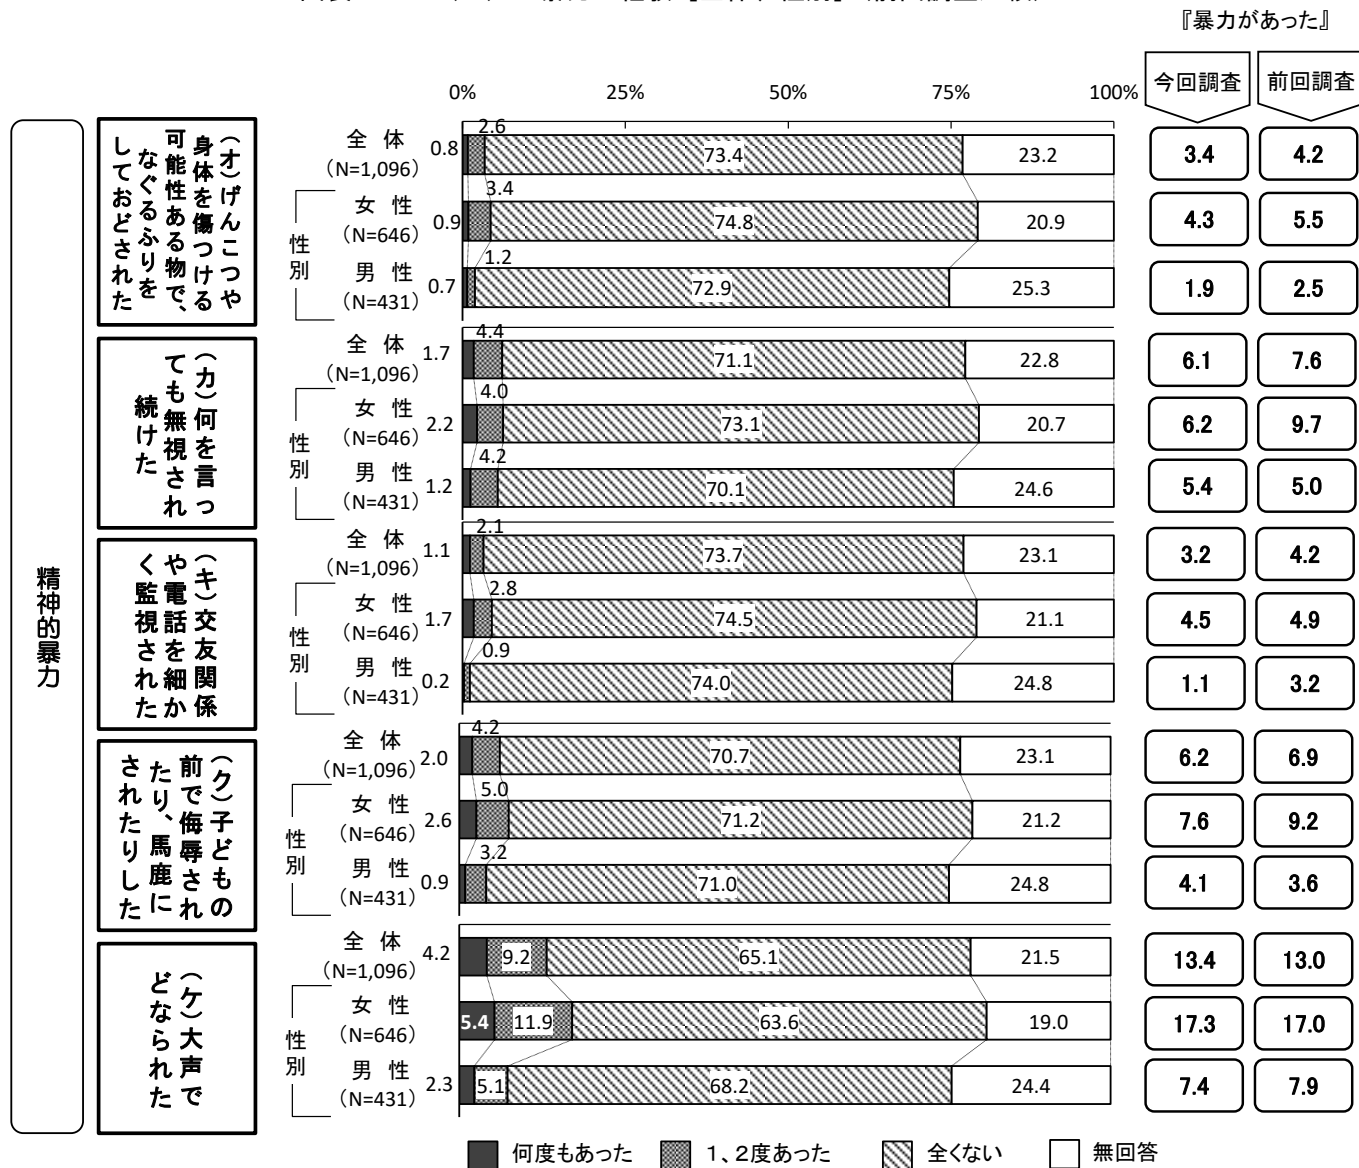 『暴力があった』
今回調査 前回調査
0% 25% 50% 75% 100%
精神的暴力
(オ)げんこつや
身体を傷つける
可能性ある物で、
なぐるふりを
しておどされた
全 体
(N=1,096)
0.8 2.6 73.4 23.2 3.4 4.2
性別
女 性
(N=646)
0.9 3.4 74.8 20.9 4.3 5.5
男 性
(N=431)
0.7 1.2 72.9 25.3 1.9 2.5
(カ)何を言っ
ても無視され
続けた
全 体
(N=1,096)
1.7 4.4 71.1 22.8 6.1 7.6
性別
女 性
(N=646)
2.2 4.0 73.1 20.7 6.2 9.7
男 性
(N=431)
1.2 4.2 70.1 24.6 5.4 5.0
(キ)交友関係
や電話を細か
く監視された
全 体
(N=1,096)
1.1 2.1 73.7 23.1 3.2 4.2
性別
女 性
(N=646)
1.7 2.8 74.5 21.1 4.5 4.9
男 性
(N=431)
0.2 0.9 74.0 24.8 1.1 3.2
(ク)子どもの
前で侮辱され
たり、馬鹿に
されたりした
全 体
(N=1,096)
2.0 4.2 70.7 23.1 6.2 6.9
性別
女 性
(N=646)
2.6 5.0 71.2 21.2 7.6 9.2
男 性
(N=431)
0.9 3.2 71.0 24.8 4.1 3.6
(ケ)大声で
どなられた
全 体
(N=1,096)
4.2 9.2 65.1 21.5 13.4 13.0
性別
女 性
(N=646)
5.4 11.9 63.6 19.0 17.3 17.0
男 性
(N=431)
2.3 5.1 68.2 24.4 7.4 7.9
何度もあった 1、2度あった 全くない 無回答